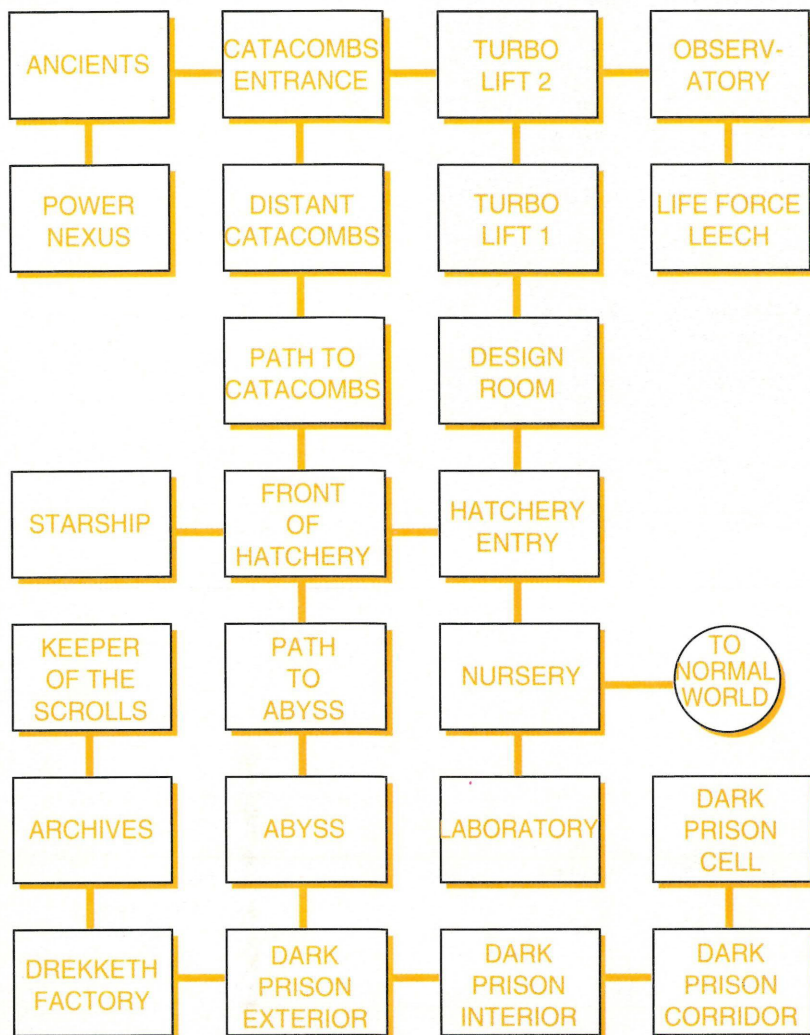 ANCIENTS
CATACOMBS
ENTRANCE
TURBO
LIFT 2
OBSERV-
ATORY
POWER
NEXUS
DISTANT
CATACOMBS
TURBO
LIFT 1
LIFE FORCE
LEECH
PATH TO
CATACOMBS
DESIGN
ROOM
STARSHIP
FRONT
OF
HATCHERY
HATCHERY
ENTRY
KEEPER
OF THE
SCROLLS
PATH
TO
ABYSS
NURSERY
TO
NORMAL
WORLD
ARCHIVES
ABYSS
LABORATORY
DARK
PRISON
CELL
DREKKETH
FACTORY
DARK
PRISON
EXTERIOR
DARK
PRISON
INTERIOR
DARK
PRISON
CORRIDOR